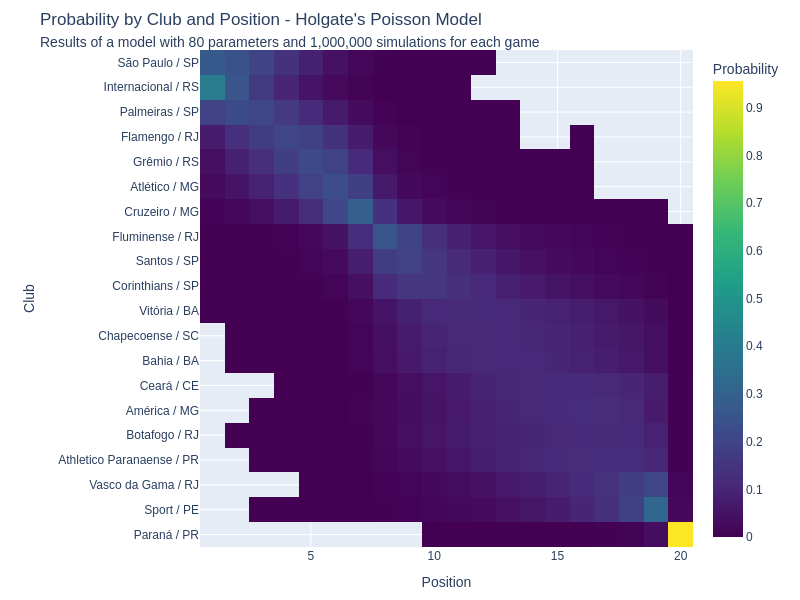 Probability by Club and Position - Holgate's Poisson Model
Results of a model with 80 parameters and 1,000,000 simulations for each game
Probability
São Paulo / SP
Internacional / RS
Palmeiras / SP
Flamengo / RJ
Grêmio / RS
Atlético / MG
Cruzeiro / MG
Fluminense / RJ
Santos / SP
Corinthians / SP
Vitória / BA
Chapecoense / SC
Bahia / BA
Ceará / CE
América / MG
Botafogo / RJ
Athletico Paranaense / PR
Vasco da Gama / RJ
Sport / PE
Paraná / PR
Club
5 10 15 20
Position
0.9
0.8
0.7
0.6
0.5
0.4
0.3
0.2
0.1
0